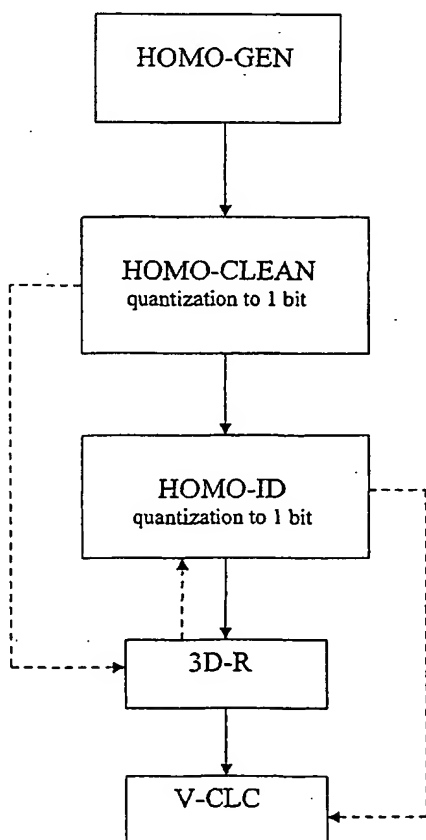 HOMO-GEN
HOMO-CLEAN
quantization to 1 bit
HOMO-ID
quantization to 1 bit
3D-R
V-CLC